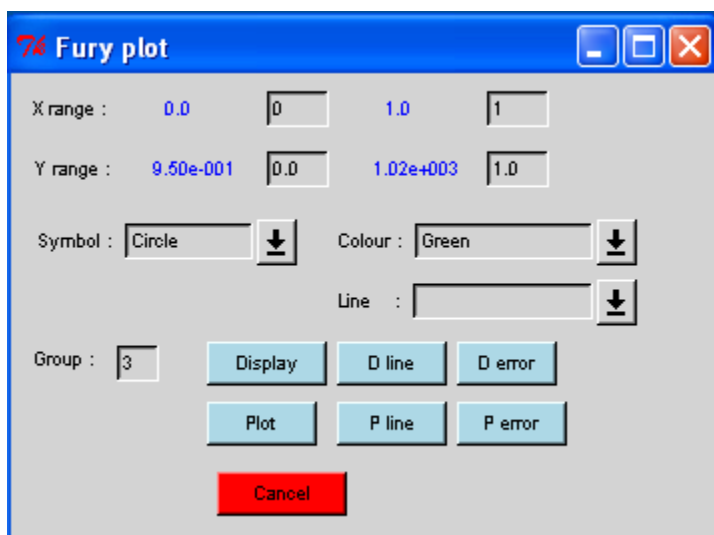 Tk Fury plot
X range : 0.0 0 1.0 1
Y range : 9.50e-001 0.0 1.02e+003 1.0
Symbol : Circle Colour : Green
Line :
Group : 3 Display D line D error
Plot P line P error
Cancel